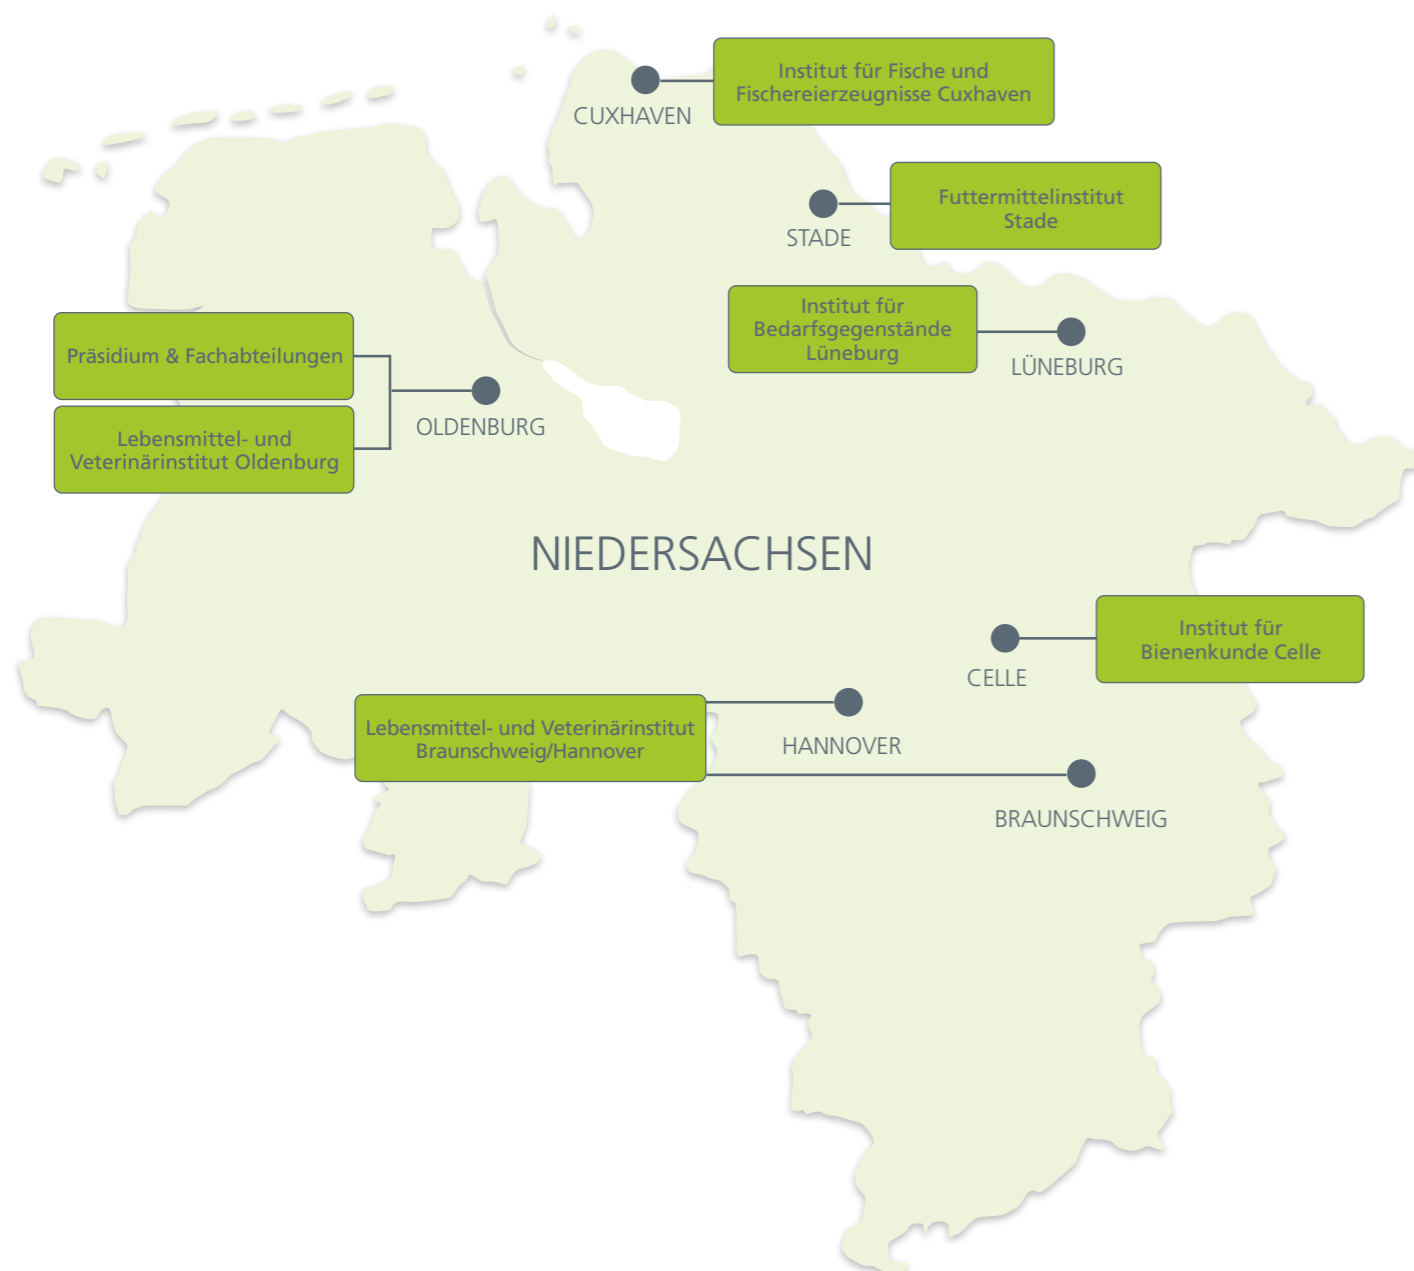 Institut für Fische und
Fischereierzeugnisse Cuxhaven
CUXHAVEN
Futtermittelinstitut
Stade
STADE
Institut für
Bedarfsgegenstände
Lüneburg
LÜNEBURG
Präsidium & Fachabteilungen
Lebensmittel- und
Veterinärinstitut Oldenburg
OLDENBURG
NIEDERSACHSEN
Institut für
Bienenkunde Celle
CELLE
Lebensmittel- und Veterinärinstitut
Braunschweig/Hannover
HANNOVER
BRAUNSCHWEIG